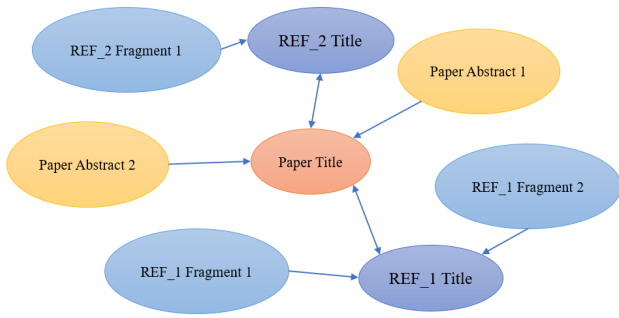 REF_2 Fragment 1
REF_2 Title
Paper Abstract 1
Paper Abstract 2
Paper Title
REF_1 Fragment 2
REF_1 Fragment 1
REF_1 Title